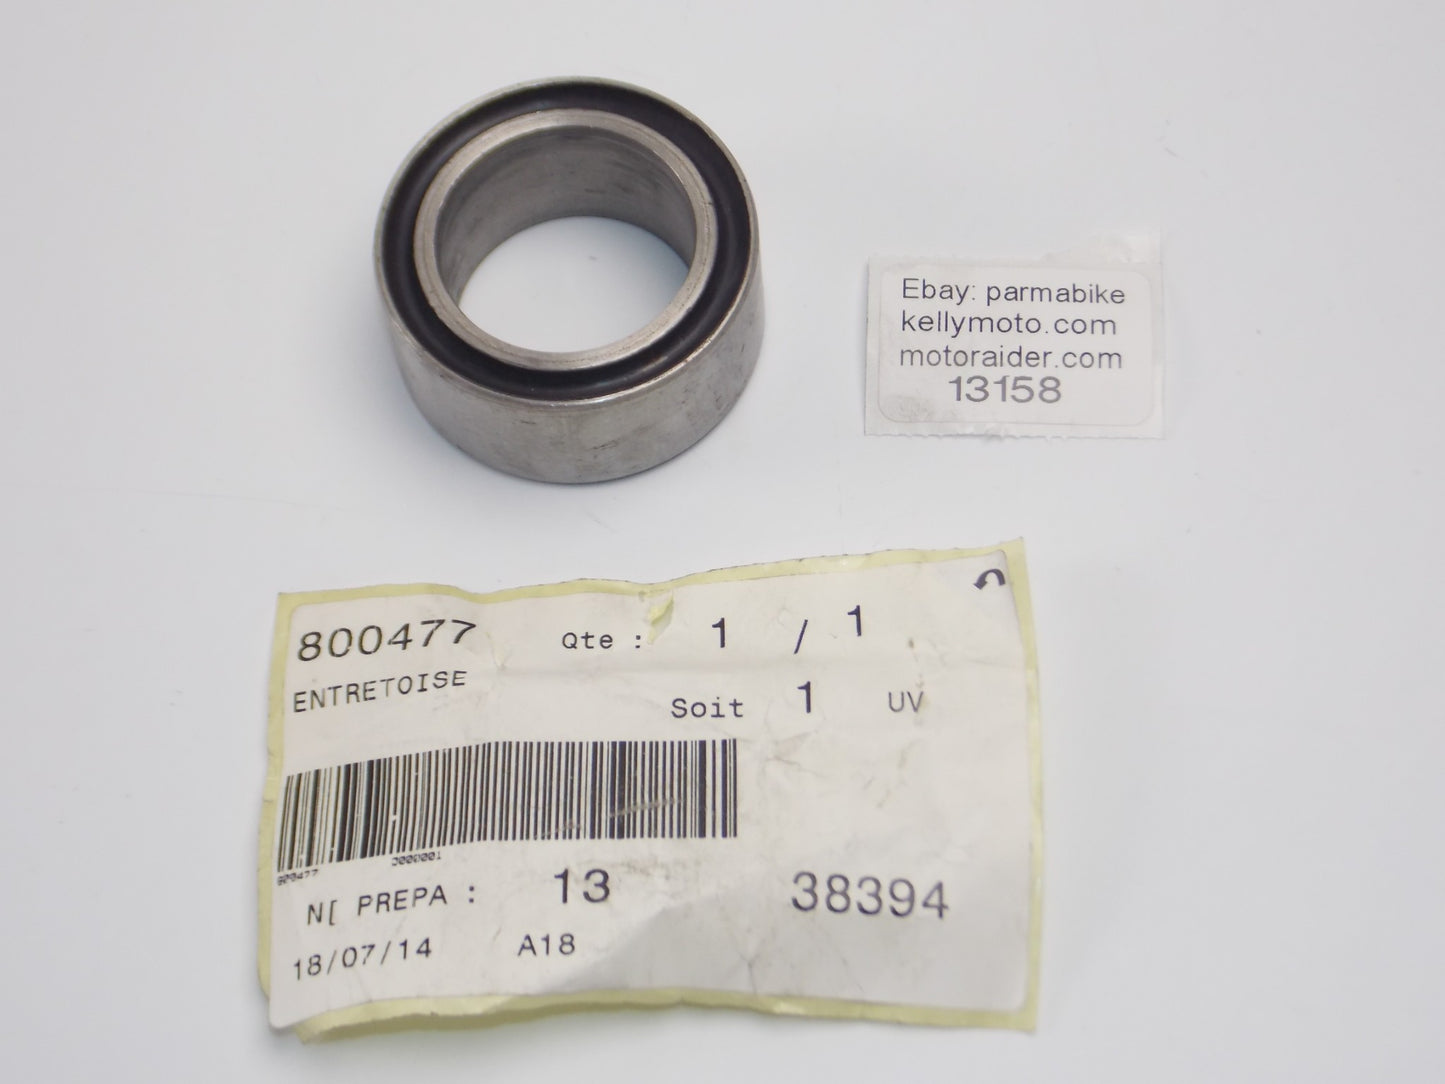 Ebay: parmabike
kellymoto.com
motoraider.com
13158
800477 Qte : 1 / 1
ENTRETOISE
Soit 1 UV
800477
N[ PREPA : 13 38394
18/07/14 A18